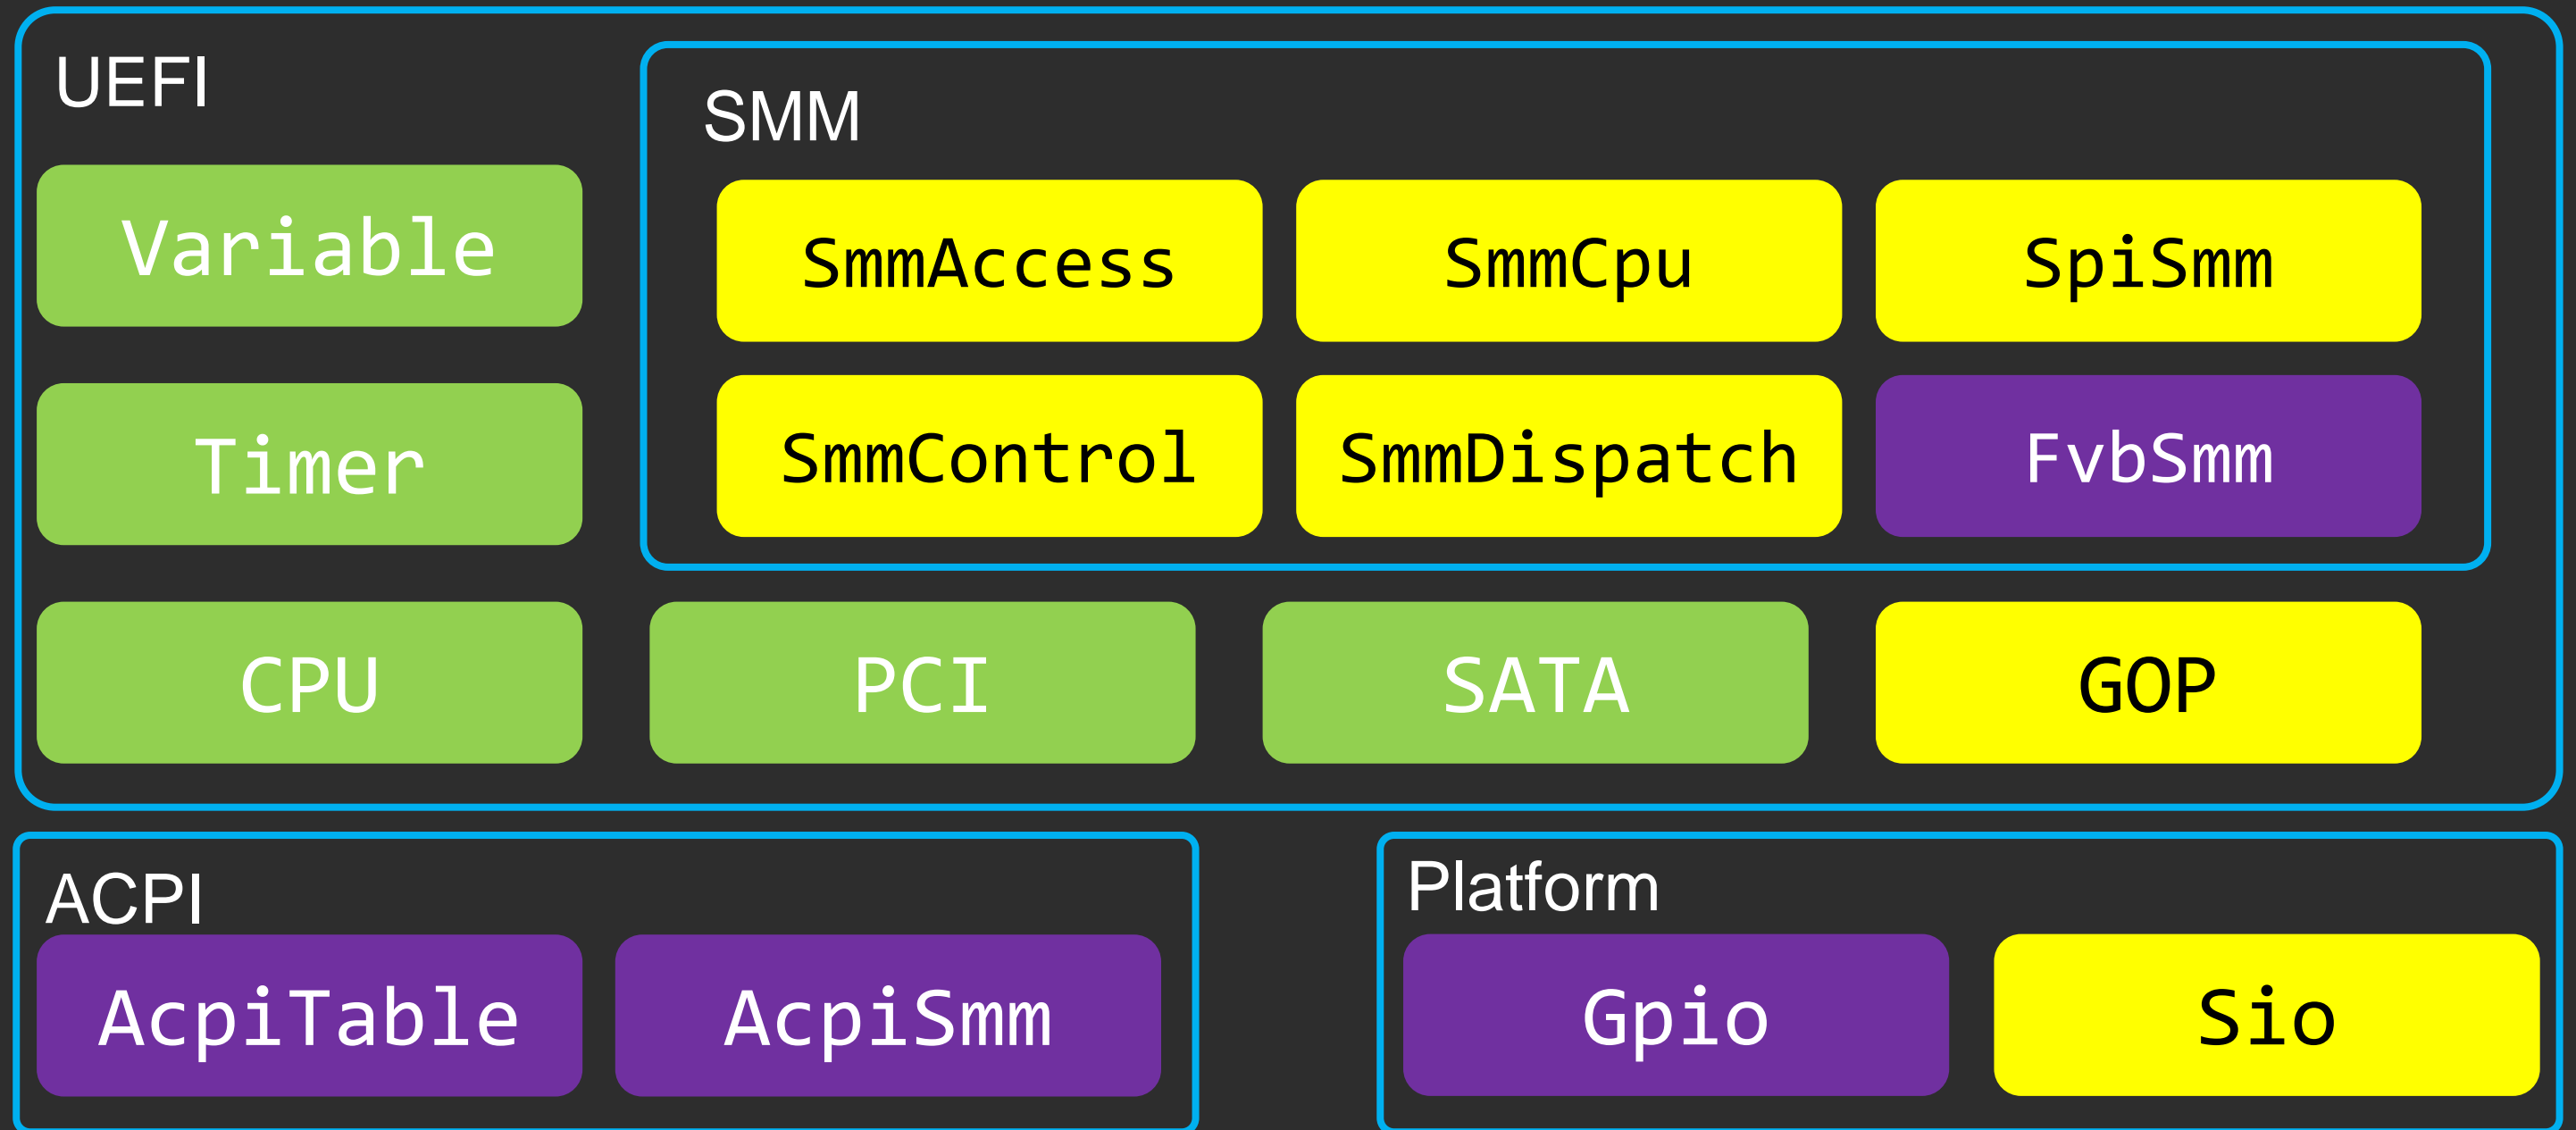 UEFI
SMM
Variable
SmmAccess
SmmCpu
SpiSmm
Timer
SmmControl
SmmDispatch
FvbSmm
CPU
PCI
SATA
GOP
ACPI
AcpiTable
AcpiSmm
Platform
Gpio
Sio